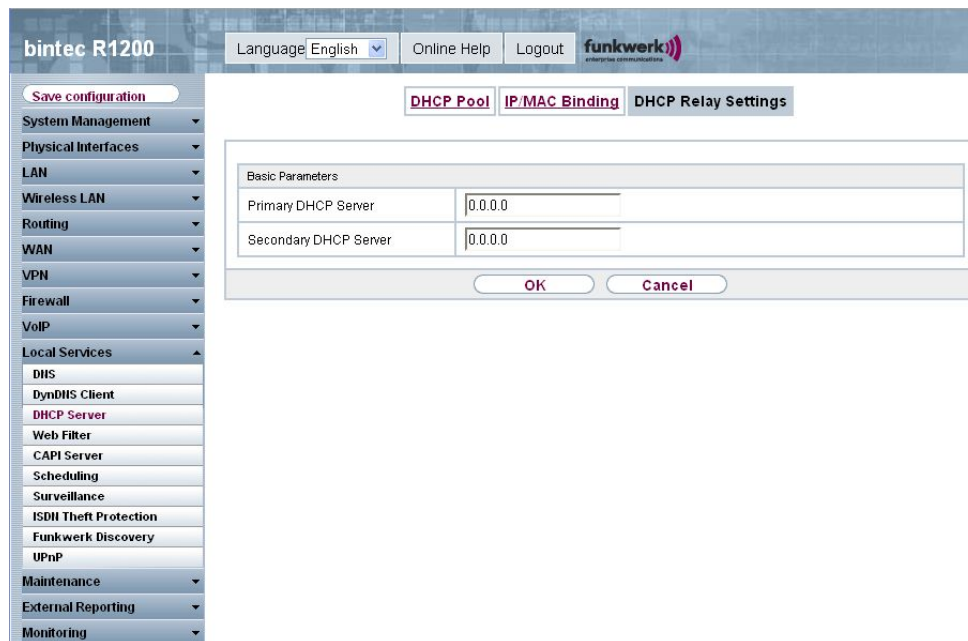 bintec R1200
Language English
Online Help
Logout
funkwerk
enterprise communications
Save configuration
System Management
Physical Interfaces
LAN
Wireless LAN
Routing
WAN
VPN
Firewall
VoIP
Local Services
DNS
DynDNS Client
DHCP Server
Web Filter
CAPI Server
Scheduling
Surveillance
ISDN Theft Protection
Funkwerk Discovery
UPnP
Maintenance
External Reporting
Monitoring
DHCP Pool
IP/MAC Binding
DHCP Relay Settings
Basic Parameters
Primary DHCP Server 0.0.0.0
Secondary DHCP Server 0.0.0.0
OK
Cancel